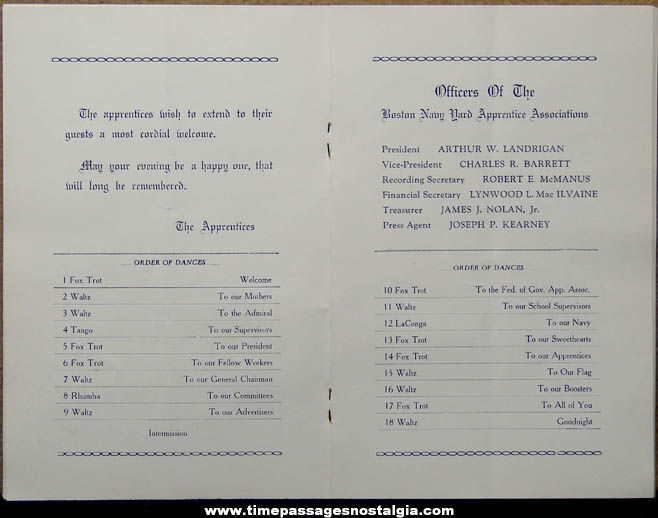 The apprentices wish to extend to their
guests a most cordial welcome.
May your evening be a happy one, that
will long be remembered.
The Apprentices
ORDER OF DANCES
1 Fox Trot Welcome
2 Waltz To our Mothers
3 Waltz To the Admiral
4 Tango To our Supervisors
5 Fox Trot To our President
6 Fox Trot To our Fellow Workers
7 Waltz To our General Chairman
8 Rhumba To our Committees
9 Waltz To our Advertisers
Intermission
Officers Of The
Boston Navy Yard Apprentice Associations
President ARTHUR W. LANDRIGAN
Vice-President CHARLES R. BARRETT
Recording Secretary ROBERT E. McMANUS
Financial Secretary LYNWOOD L. Mac ILVAINE
Treasurer JAMES J. NOLAN, Jr.
Press Agent JOSEPH P. KEARNEY
ORDER OF DANCES
10 Fox Trot To the Fed. of Gov. App. Assoc.
11 Waltz To our School Supervisors
12 LaConga To our Navy
13 Fox Trot To our Sweethearts
14 Fox Trot To our Apprentices
15 Waltz To Our Flag
16 Waltz To our Boosters
17 Fox Trot To All of You
18 Waltz Goodnight
www.timepassagesnostalgia.com